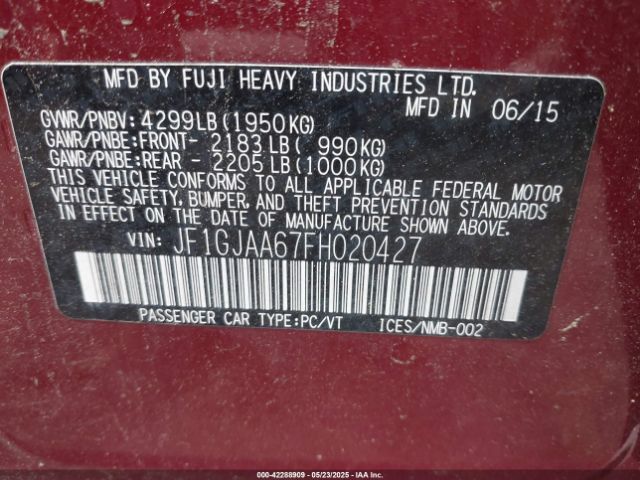 MFD BY FUJI HEAVY INDUSTRIES LTD.
MFD IN 06/15
GVWR/PNBV: 4299LB (1950KG)
GAWR/PNBE: FRONT- 2183LB ( 990KG)
GAWR/PNBE: REAR - 2205LB (1000KG)
THIS VEHICLE CONFORMS TO ALL APPLICABLE FEDERAL MOTOR
VEHICLE SAFETY, BUMPER, AND THEFT PREVENTION STANDARDS
IN EFFECT ON THE DATE OF MANUFACTURE SHOWN ABOVE.
VIN: JF1GJAA67FH020427
PASSENGER CAR TYPE:PC/VT ICES/NMB-002
000-42288909 - 05/23/2025 - IAAI.COM